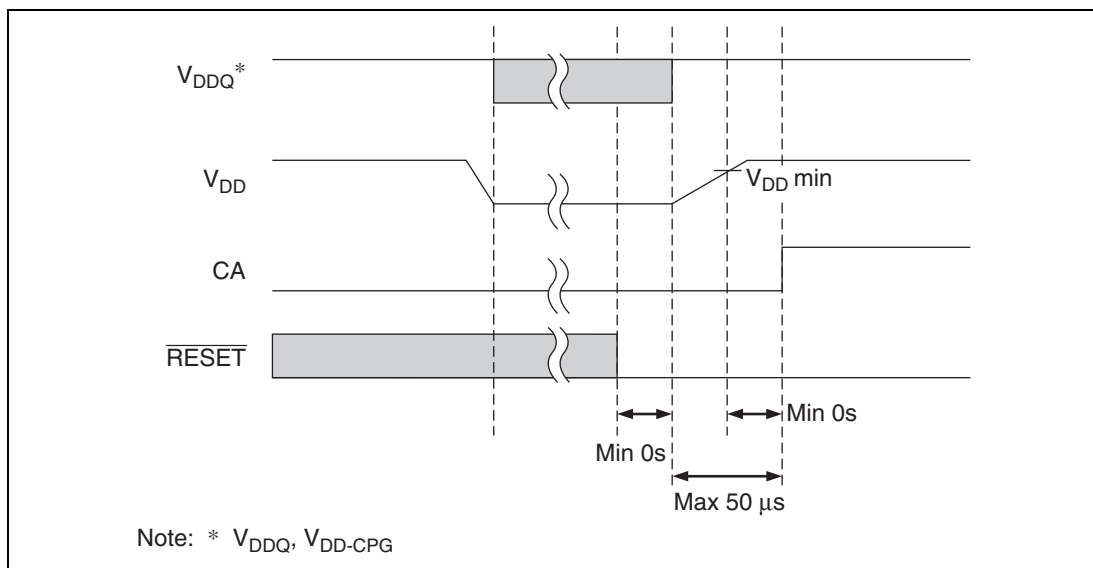 VDDQ*
VDD
VDD min
CA
RESET
Min 0s
Min 0s
Max 50 μs
Note: * VDDQ, VDD-CPG